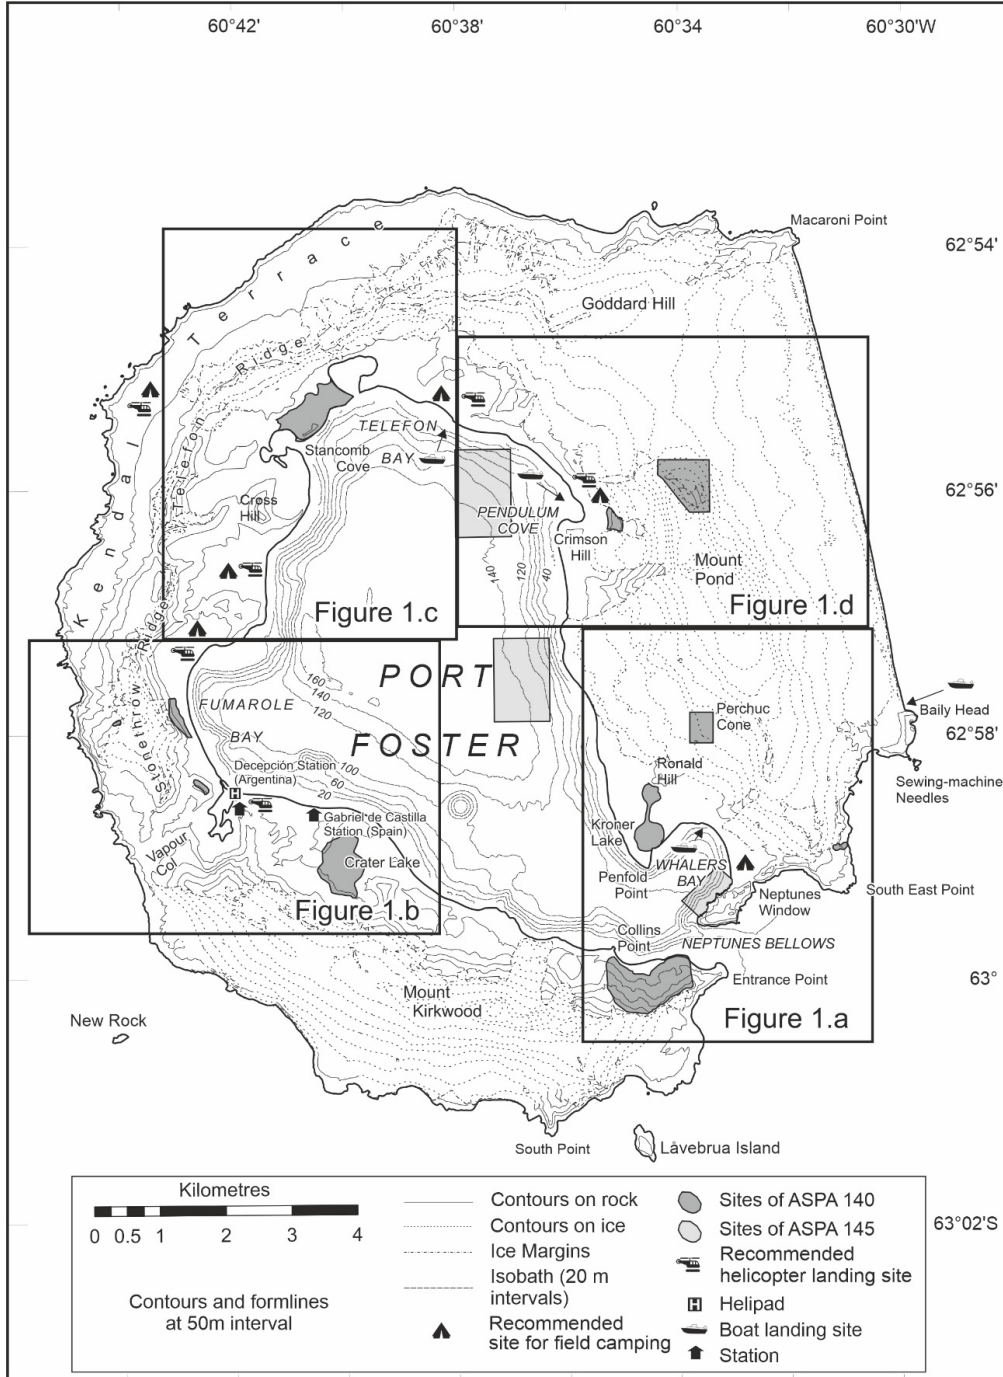 60°42' 60°38' 60°34' 60°30'W
Macaroni Point
62°54'
Goddard Hill
Kendall Terrace
Telefon Ridge
TELEFON
BAY
Stancomb
Cove
62°56'
Cross
Hill
PENDULUM
COVE
Crimson
Hill
140
120
40
Mount
Pond
Figure 1.c
Figure 1.d
Stonethrow Ridge
PORT
FOSTER
160
140
120
100
60
20
FUMAROLE
BAY
Baily Head
62°58'
Perchuc
Cone
Sewing-machine
Needles
Ronald
Hill
Decepción Station
(Argentina)
H
Gabriel de Castilla
Station (Spain)
Vapour
Col
Crater Lake
Kroner
Lake
WHALERS
BAY
Penfold
Point
South East Point
Neptunes
Window
Figure 1.b
Collins
Point
NEPTUNES BELLOWS
Entrance Point
63°
Mount
Kirkwood
Figure 1.a
New Rock
South Point
Låvebrua Island
Kilometres
0 0.5 1 2 3 4
Contours and formlines
at 50m interval
Contours on rock
Contours on ice
Ice Margins
Isobath (20 m
intervals)
Recommended
site for field camping
Sites of ASPA 140
Sites of ASPA 145
Recommended
helicopter landing site
H Helipad
Boat landing site
Station
63°02'S